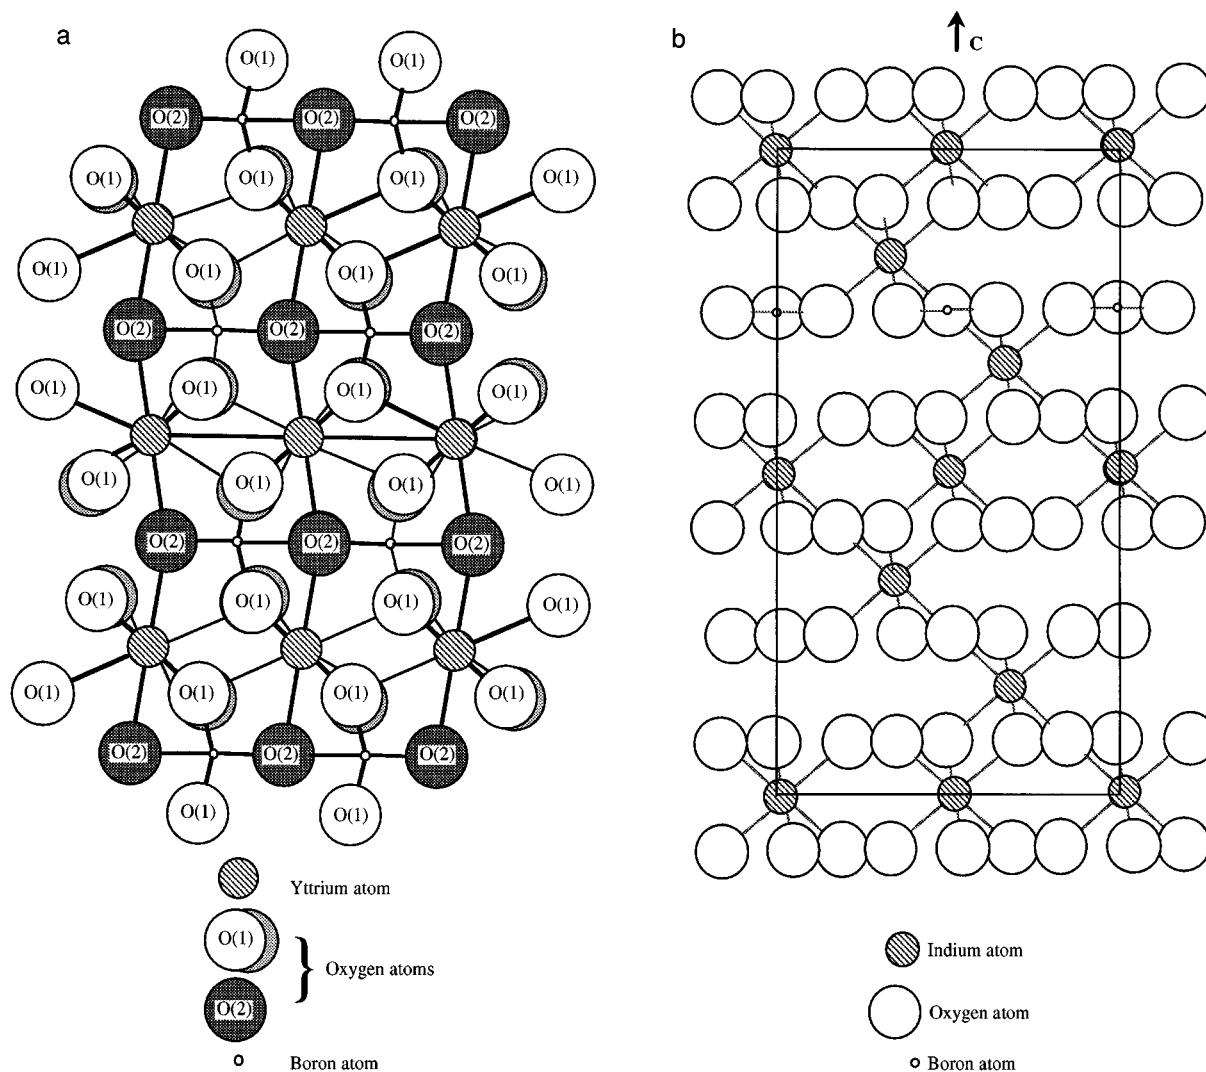 a
O(1) O(1)
O(2) O(2) O(2)
O(1) O(1) O(1) O(1)
O(1) O(1) O(1) O(1)
O(2) O(2) O(2)
O(1) O(1) O(1) O(1)
O(1) O(1) O(1) O(1)
O(2) O(2) O(2)
O(1) O(1) O(1) O(1)
O(1) O(1) O(1) O(1)
O(2) O(2) O(2)
O(1) O(1)
Yttrium atom
O(1)
} Oxygen atoms
O(2)
Boron atom
b
C
Indium atom
Oxygen atom
Boron atom